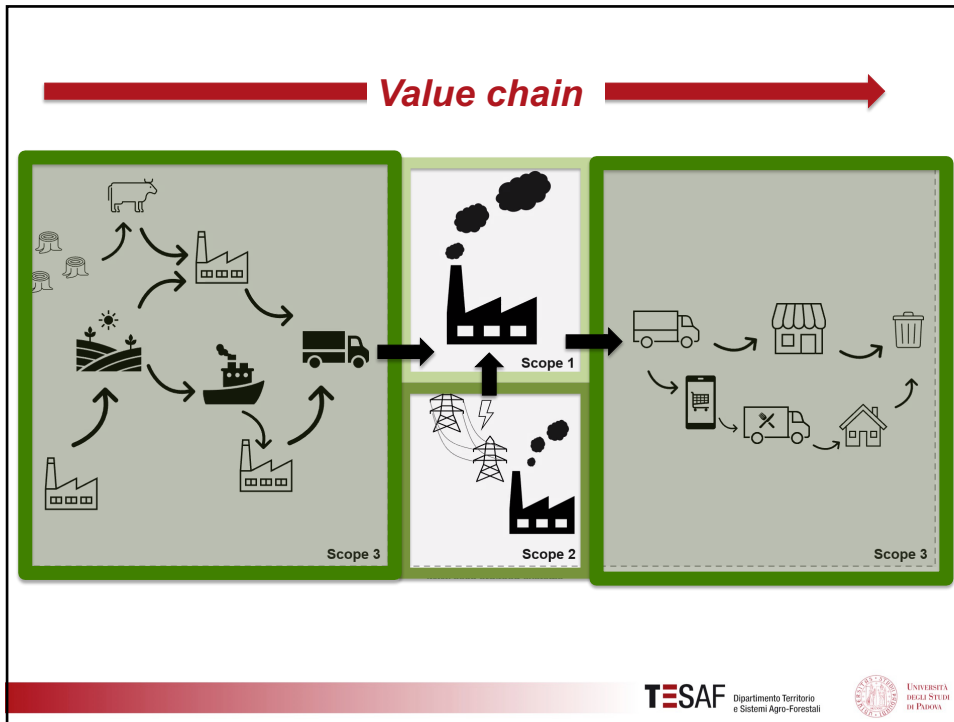 Value chain
Scope 1
Scope 3
Scope 2
Scope 3
TESAF Dipartimento Territorio
e Sistemi Agro-Forestali
UNIVERSITÀ
DEGLI STUDI
DI PADOVA